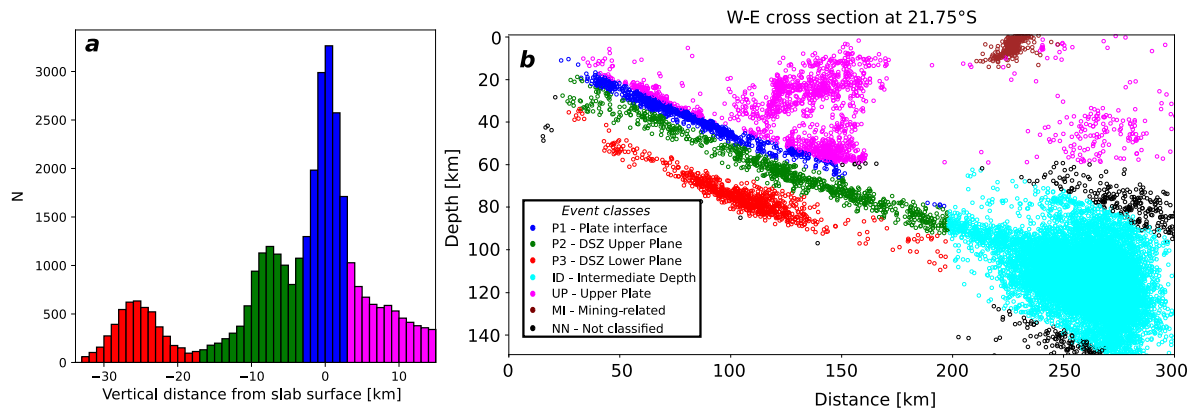 a
N
3000
2500
2000
1500
1000
500
0
−30
−20
−10
0
10
Vertical distance from slab surface [km]
W-E cross section at 21.75°S
b
Depth [km]
0
20
40
60
80
100
120
140
Event classes
P1 - Plate interface
P2 - DSZ Upper Plane
P3 - DSZ Lower Plane
ID - Intermediate Depth
UP - Upper Plate
MI - Mining-related
NN - Not classified
0
50
100
150
200
250
300
Distance [km]